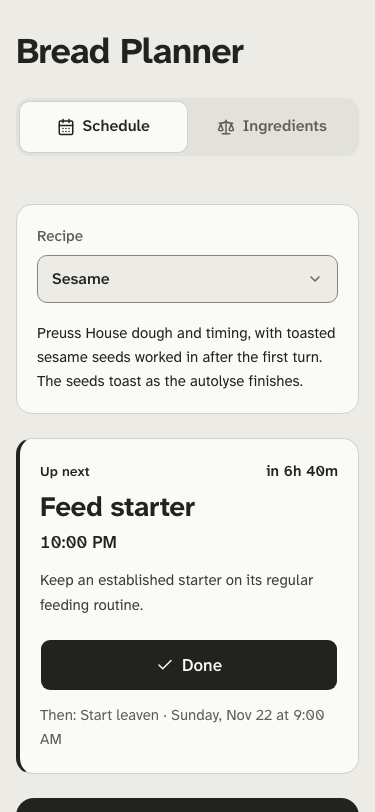 Bread Planner
Schedule
Ingredients
Recipe
Sesame
Preuss House dough and timing, with toasted
sesame seeds worked in after the first turn.
The seeds toast as the autolyse finishes.
Up next
in 6h 40m
Feed starter
10:00 PM
Keep an established starter on its regular
feeding routine.
Done
Then: Start leaven · Sunday, Nov 22 at 9:00
AM